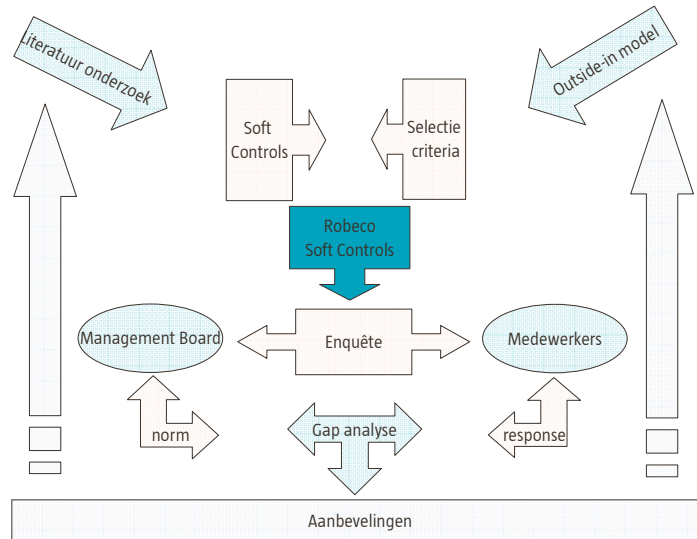 Literatuur onderzoek
Outside-in model
Soft
Controls
Selectie
criteria
Robeco
Soft Controls
Management Board
Enquête
Medewerkers
norm
Gap analyse
response
Aanbevelingen